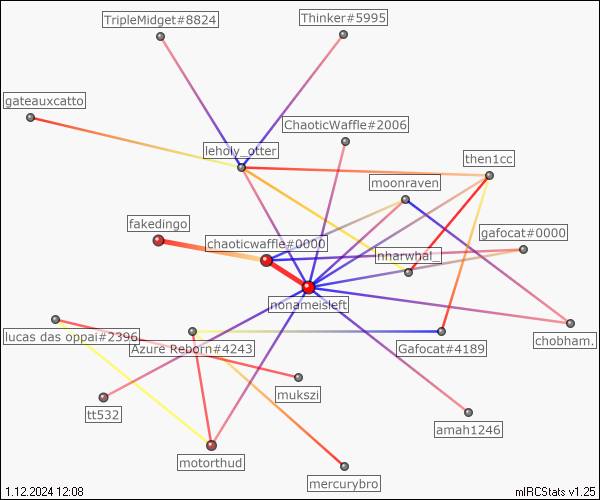 TripleMidget#8824
Thinker#5995
gateauxcatto
ChaoticWaffle#2006
leholy_otter
then1cc
moonraven
fakedingo
gafocat#0000
chaoticwaffle#0000
nharwhal_
nonameisleft
lucas das oppai#2396
Azure Reborn#4243
Gafocat#4189
chobham.
mukszi
tt532
amah1246
motorthud
mercurybro
1.12.2024 12:08
mIRCStats v1.25